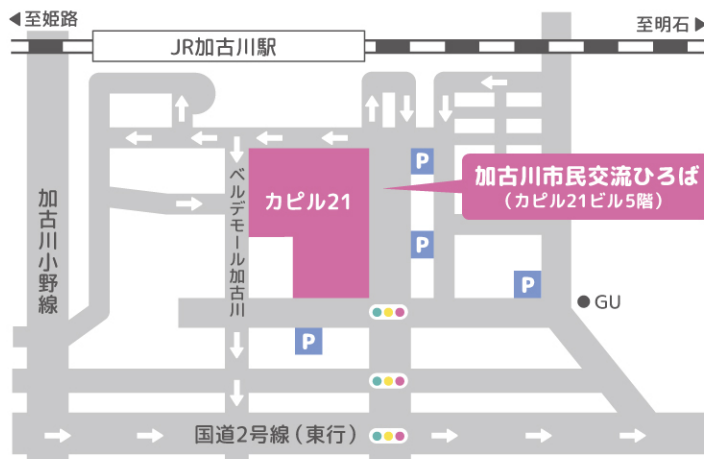 ◀至姫路
至明石▶
JR加古川駅
P
加古川市民交流ひろば
（カピル21ビル5階）
カピル21
ベルデモール加古川
加古川小野線
P
P
GU
P
国道2号線（東行）